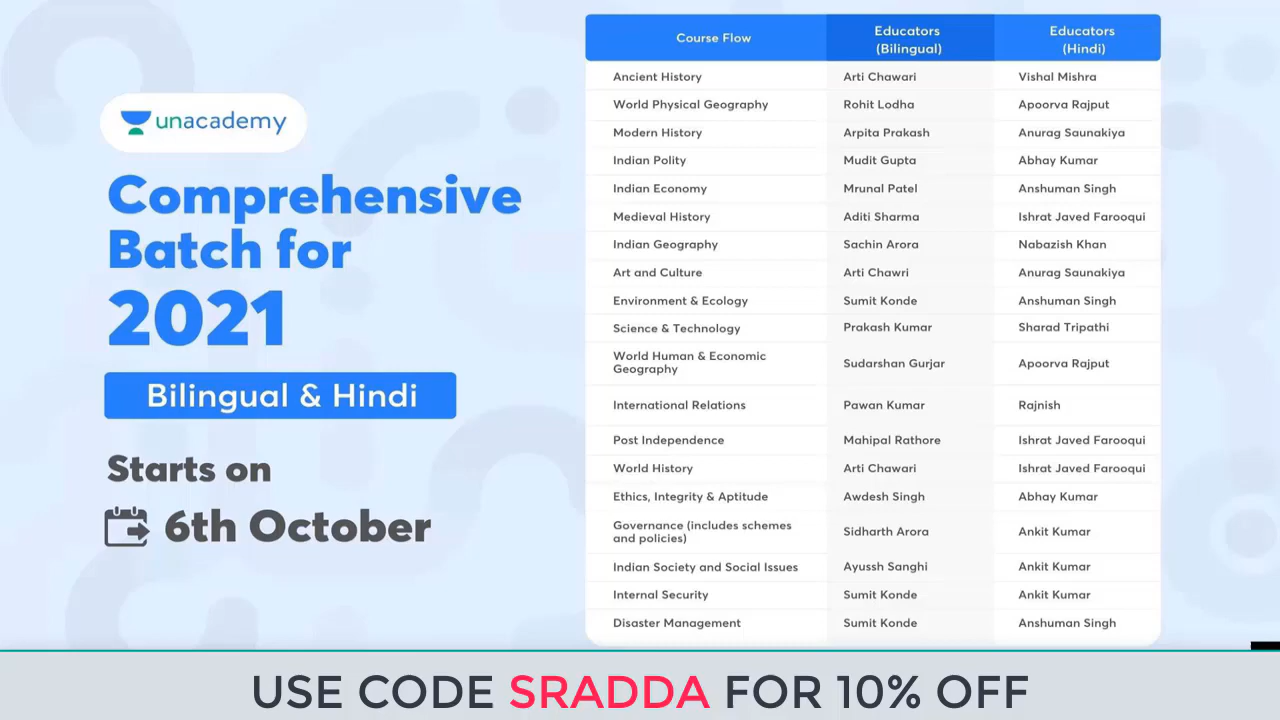 unacademy
Comprehensive
Batch for
2021
Bilingual & Hindi
Starts on
6th October
Course Flow Educators (Bilingual) Educators (Hindi)
Ancient History Arti Chawari Vishal Mishra
World Physical Geography Rohit Lodha Apoorva Rajput
Modern History Arpita Prakash Anurag Saunakiya
Indian Polity Mudit Gupta Abhay Kumar
Indian Economy Mrunal Patel Anshuman Singh
Medieval History Aditi Sharma Ishrat Javed Farooqui
Indian Geography Sachin Arora Nabazish Khan
Art and Culture Arti Chawri Anurag Saunakiya
Environment & Ecology Sumit Konde Anshuman Singh
Science & Technology Prakash Kumar Sharad Tripathi
World Human & Economic Geography Sudarshan Gurjar Apoorva Rajput
International Relations Pawan Kumar Rajnish
Post Independence Mahipal Rathore Ishrat Javed Farooqui
World History Arti Chawari Ishrat Javed Farooqui
Ethics, Integrity & Aptitude Awdesh Singh Abhay Kumar
Governance (includes schemes and policies) Sidharth Arora Ankit Kumar
Indian Society and Social Issues Ayussh Sanghi Ankit Kumar
Internal Security Sumit Konde Ankit Kumar
Disaster Management Sumit Konde Anshuman Singh
USE CODE SRADDA FOR 10% OFF